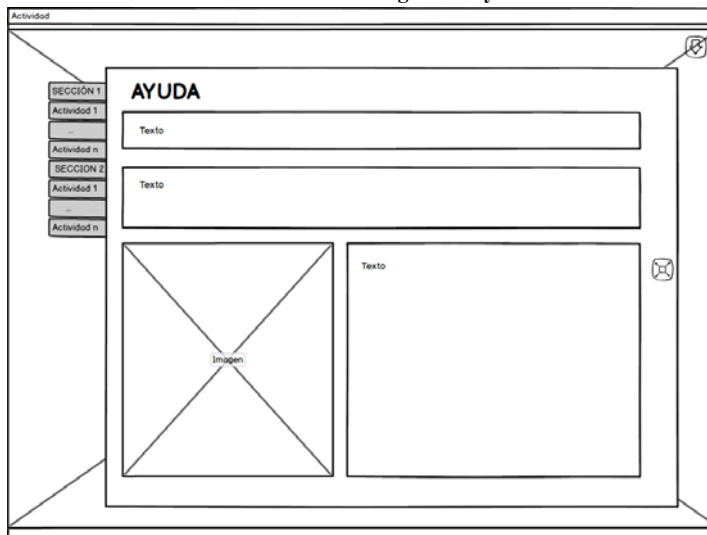 Actividad
SECCIÓN 1
Actividad 1
...
Actividad n
SECCION 2
Actividad 1
...
Actividad n
AYUDA
Texto
Texto
Imagen
Texto